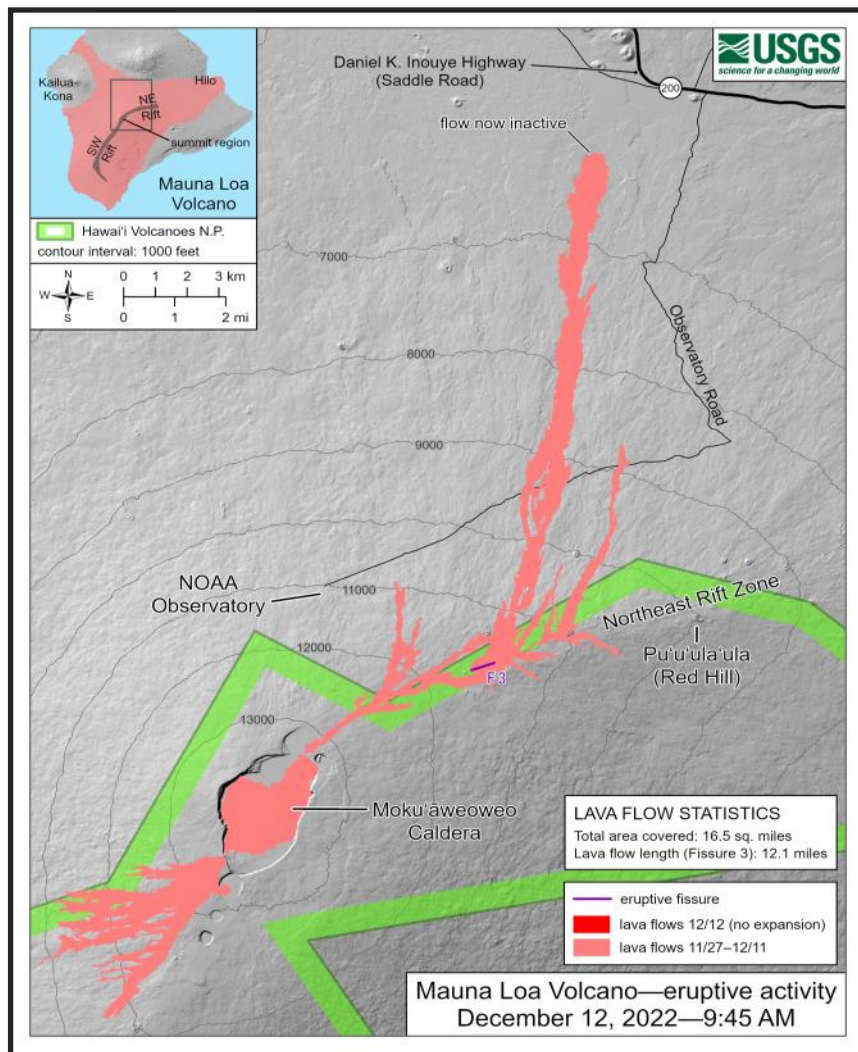 Kailua-
Kona
Hilo
NE
Rift
SW
Rift
summit region
Mauna Loa
Volcano
Hawai‘i Volcanoes N.P.
contour interval: 1000 feet
N
W E
S
0 1 2 3 km
0 1 2 mi
Daniel K. Inouye Highway
(Saddle Road)
200
USGS
science for a changing world
flow now inactive
7000
8000
9000
Observatory Road
NOAA
Observatory
11000
12000
13000
Northeast Rift Zone
Pu‘u‘ula‘ula
(Red Hill)
F3
Moku‘āweoweo
Caldera
LAVA FLOW STATISTICS
Total area covered: 16.5 sq. miles
Lava flow length (Fissure 3): 12.1 miles
eruptive fissure
lava flows 12/12 (no expansion)
lava flows 11/27–12/11
Mauna Loa Volcano—eruptive activity
December 12, 2022—9:45 AM